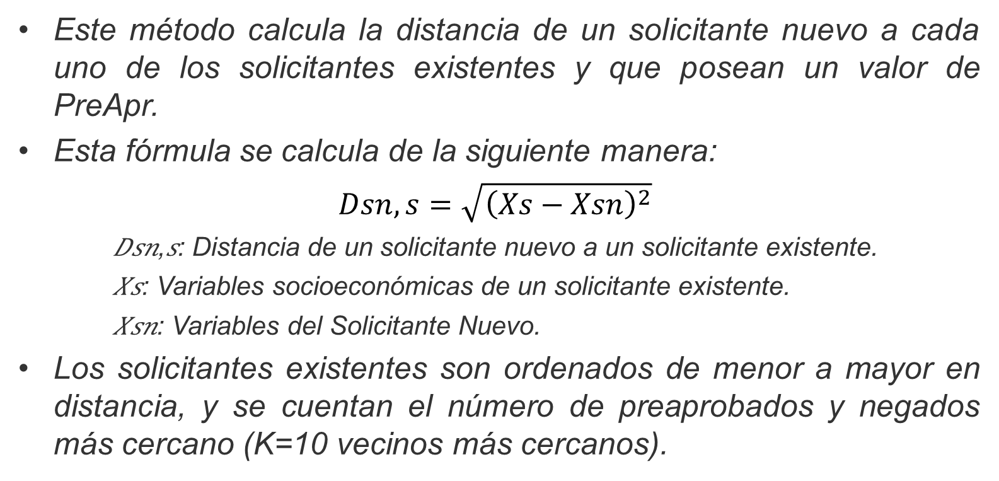 • Este método calcula la distancia de un solicitante nuevo a cada
uno de los solicitantes existentes y que posean un valor de
PreApr.
• Esta fórmula se calcula de la siguiente manera:
Dsn, s = √(Xs − Xsn)²
Dsn,s: Distancia de un solicitante nuevo a un solicitante existente.
Xs: Variables socioeconómicas de un solicitante existente.
Xsn: Variables del Solicitante Nuevo.
• Los solicitantes existentes son ordenados de menor a mayor en
distancia, y se cuentan el número de preaprobados y negados
más cercano (K=10 vecinos más cercanos).